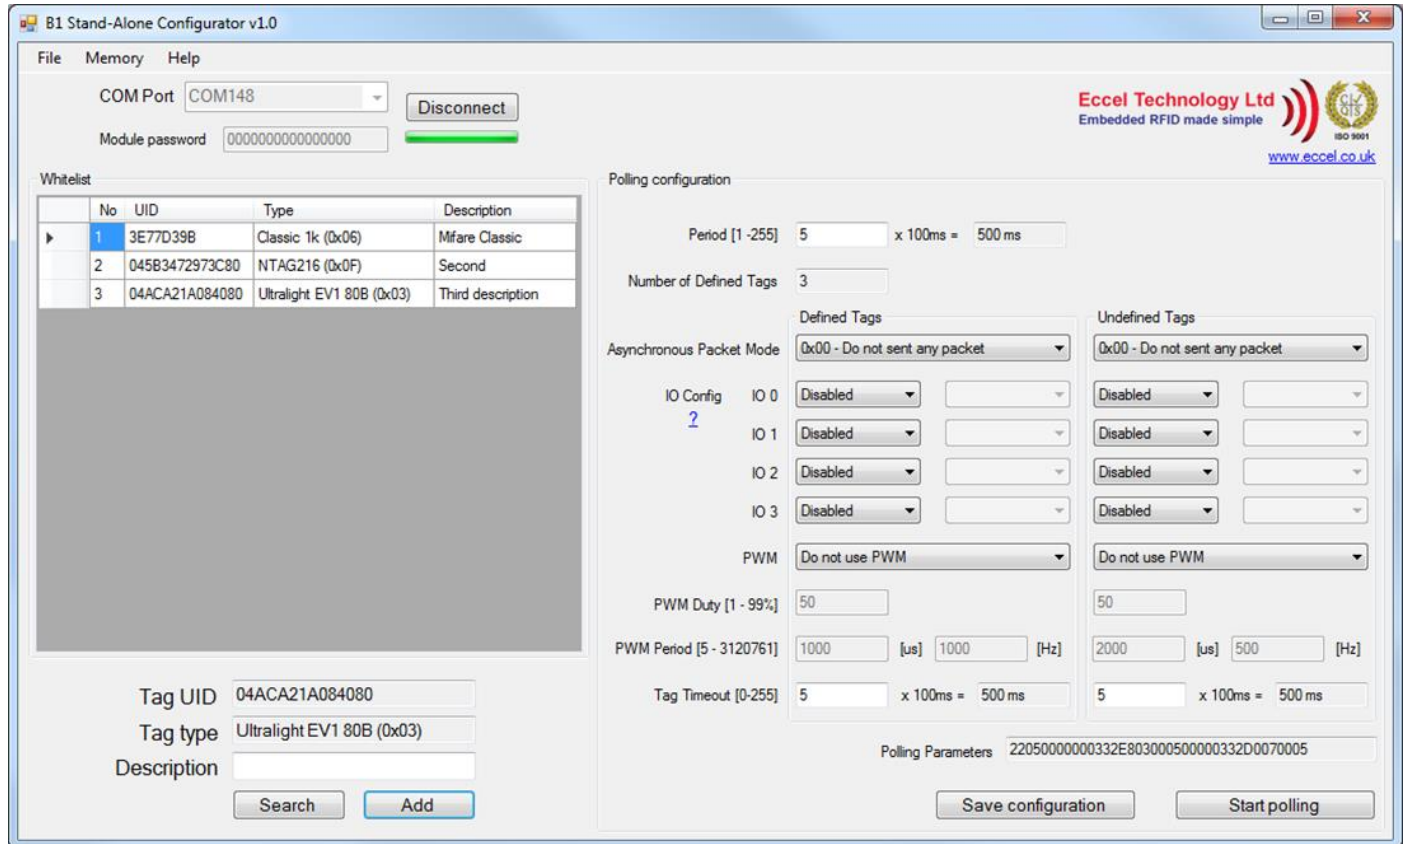 B1 Stand-Alone Configurator v1.0
File Memory Help
COM Port COM148 Disconnect
Module password 0000000000000000
Eccel Technology Ltd
Embedded RFID made simple
ISO 9001
www.eccel.co.uk
Whitelist
No UID Type Description
1 3E77D39B Classic 1k (0x06) Mifare Classic
2 045B3472973C80 NTAG216 (0x0F) Second
3 04ACA21A084080 Ultralight EV1 80B (0x03) Third description
Tag UID 04ACA21A084080
Tag type Ultralight EV1 80B (0x03)
Description
Search Add
Polling configuration
Period [1 -255] 5 x 100ms = 500 ms
Number of Defined Tags 3
Defined Tags Undefined Tags
Asynchronous Packet Mode 0x00 - Do not sent any packet 0x00 - Do not sent any packet
IO Config IO 0 Disabled Disabled
?
IO 1 Disabled Disabled
IO 2 Disabled Disabled
IO 3 Disabled Disabled
PWM Do not use PWM Do not use PWM
PWM Duty [1 - 99%] 50 50
PWM Period [5 - 3120761] 1000 [us] 1000 [Hz] 2000 [us] 500 [Hz]
Tag Timeout [0-255] 5 x 100ms = 500 ms 5 x 100ms = 500 ms
Polling Parameters 22050000000332E803000500000332D0070005
Save configuration Start polling